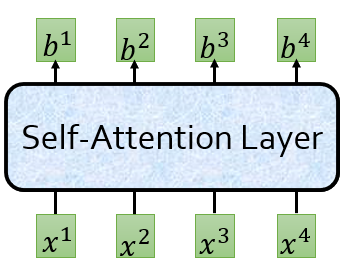 b¹ b² b³ b⁴
Self-Attention Layer
x¹ x² x³ x⁴